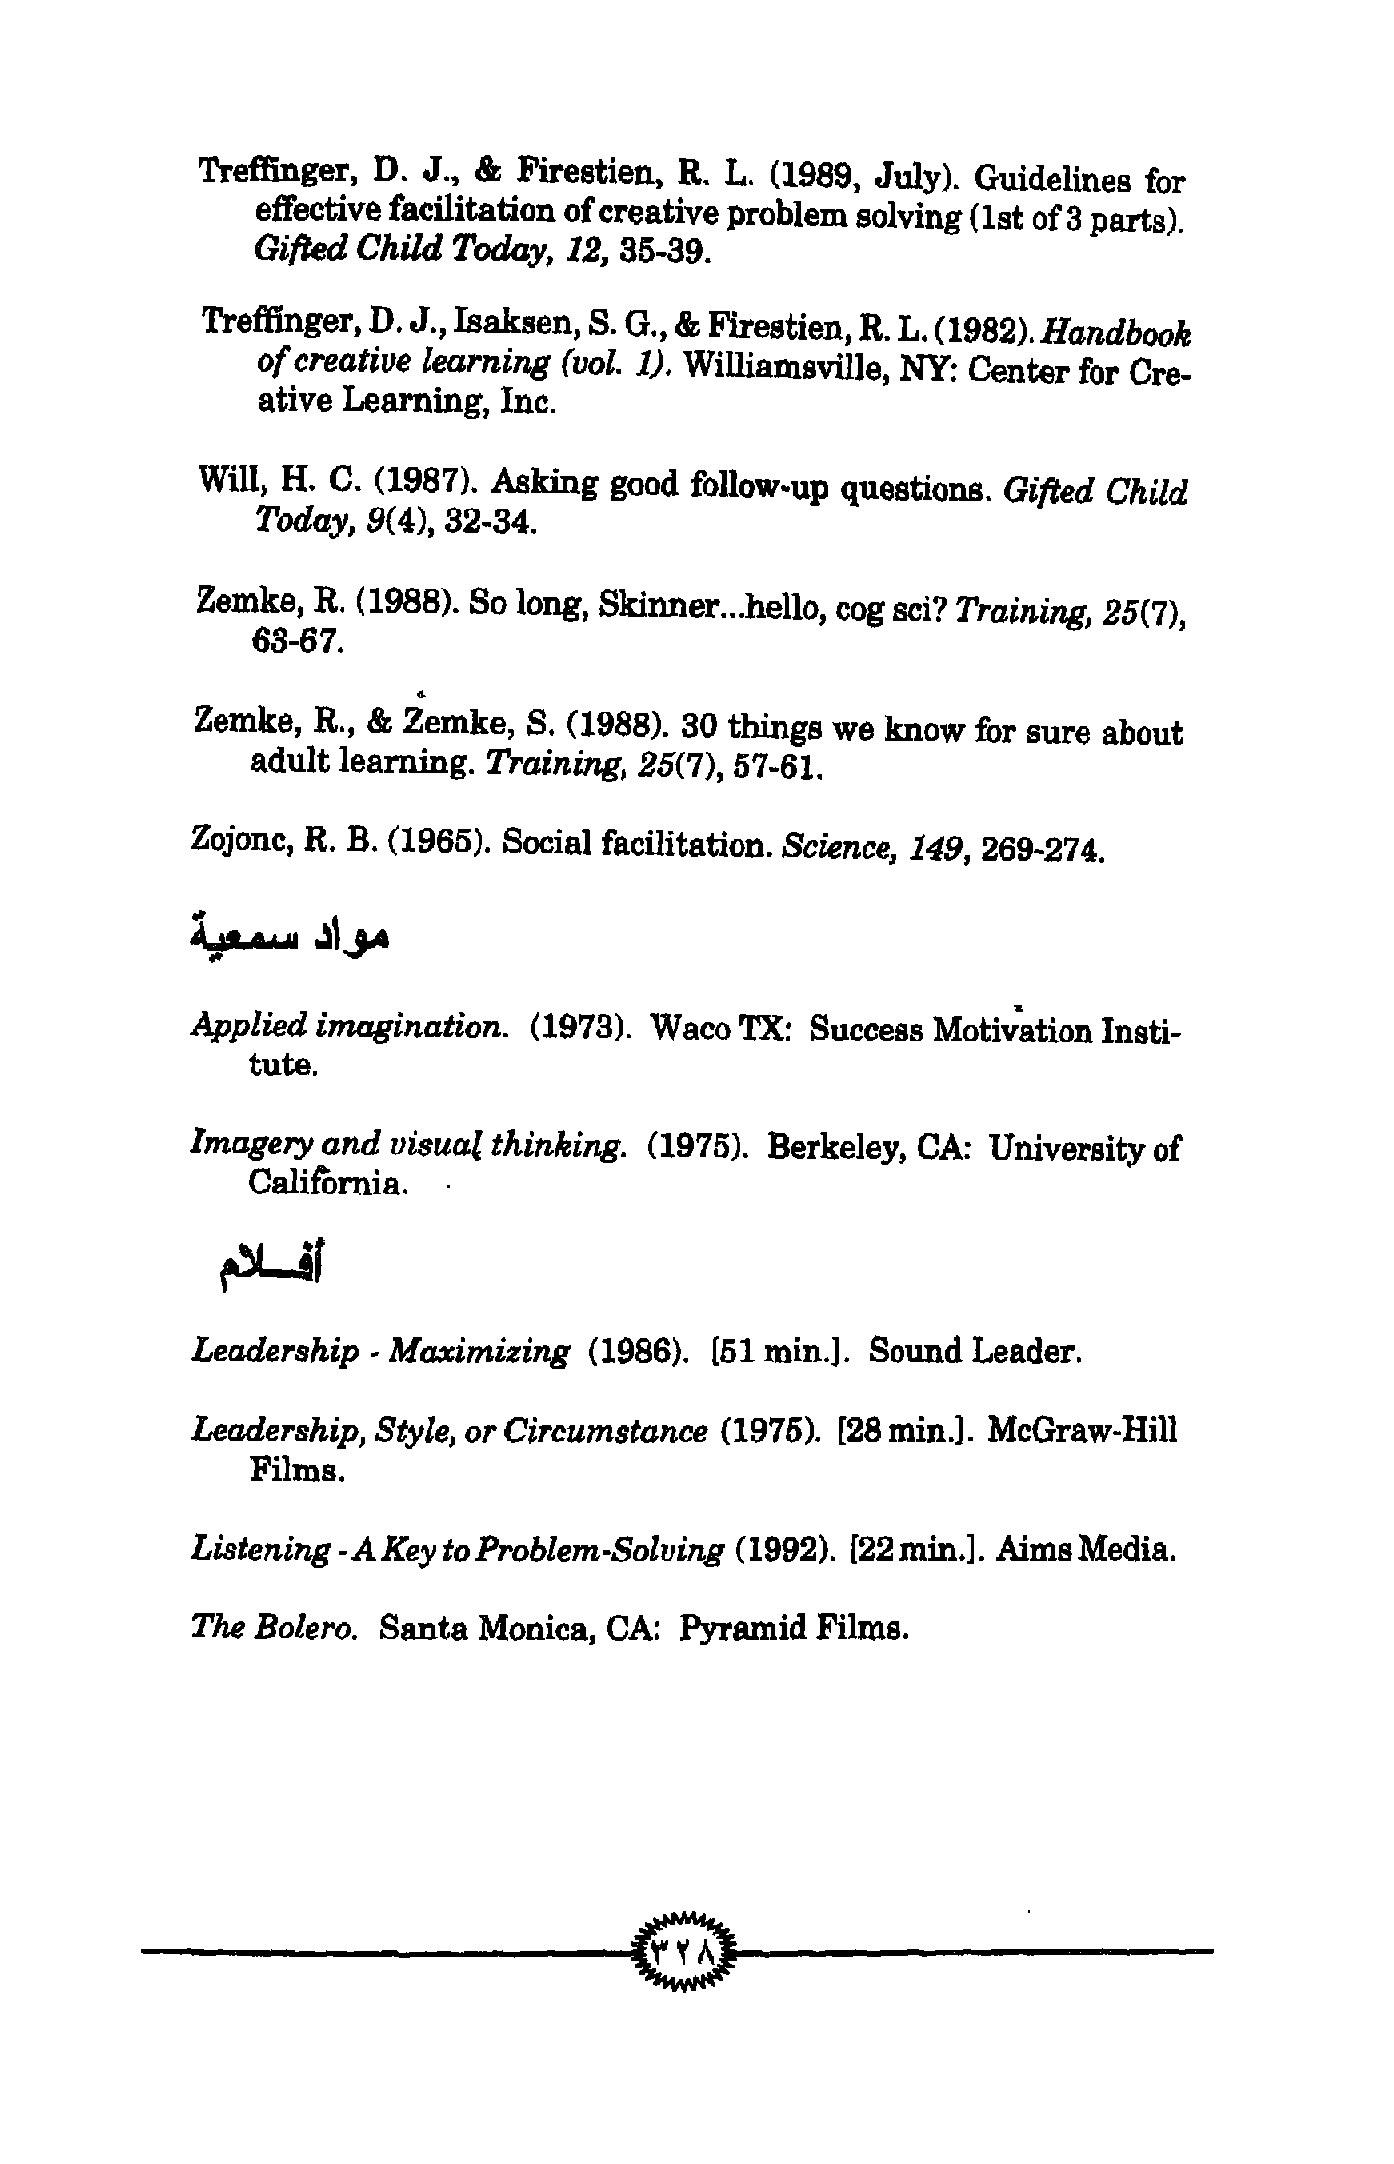 Treffinger, D. J., & Firestien, R. L. (1989, July). Guidelines for
effective facilitation of creative problem solving (1st of 3 parts).
Gifted Child Today, 12, 35-39.
Treffinger, D. J., Isaksen, S. G., & Firestien, R. L. (1982). Handbook
of creative learning (vol. 1). Williamsville, NY: Center for Cre-
ative Learning, Inc.
Will, H. C. (1987). Asking good follow-up questions. Gifted Child
Today, 9(4), 32-34.
Zemke, R. (1988). So long, Skinner...hello, cog sci? Training, 25(7),
63-67.
Zemke, R., & Zemke, S. (1988). 30 things we know for sure about
adult learning. Training, 25(7), 57-61.
Zojonc, R. B. (1965). Social facilitation. Science, 149, 269-274.
مواد سمعية
Applied imagination. (1973). Waco TX: Success Motivation Insti-
tute.
Imagery and visual thinking. (1975). Berkeley, CA: University of
California.
أفـلام
Leadership - Maximizing (1986). [51 min.]. Sound Leader.
Leadership, Style, or Circumstance (1975). [28 min.]. McGraw-Hill
Films.
Listening - A Key to Problem-Solving (1992). [22 min.]. Aims Media.
The Bolero. Santa Monica, CA: Pyramid Films.
٣٢٨